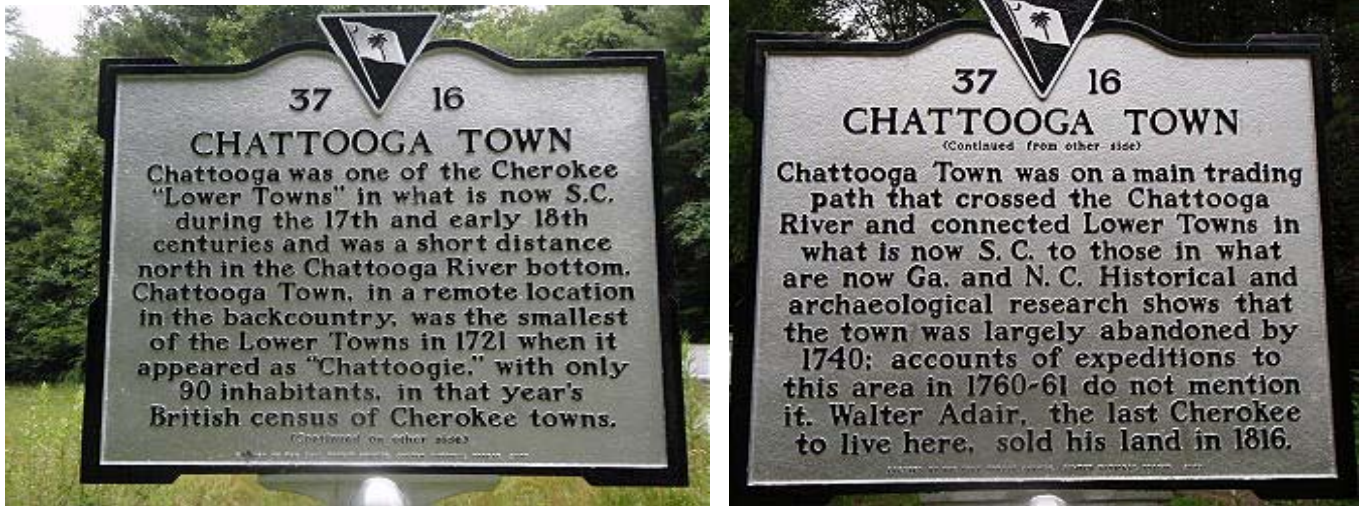 37 16
CHATTOOGA TOWN
Chattooga was one of the Cherokee
"Lower Towns" in what is now S.C.
during the 17th and early 18th
centuries and was a short distance
north in the Chattooga River bottom.
Chattooga Town, in a remote location
in the backcountry, was the smallest
of the Lower Towns in 1721 when it
appeared as "Chattoogie," with only
90 inhabitants, in that year's
British census of Cherokee towns.
(Continued on other side)
37 16
CHATTOOGA TOWN
(Continued from other side)
Chattooga Town was on a main trading
path that crossed the Chattooga
River and connected Lower Towns in
what is now S. C. to those in what
are now Ga. and N. C. Historical and
archaeological research shows that
the town was largely abandoned by
1740; accounts of expeditions to
this area in 1760-61 do not mention
it. Walter Adair, the last Cherokee
to live here, sold his land in 1816.